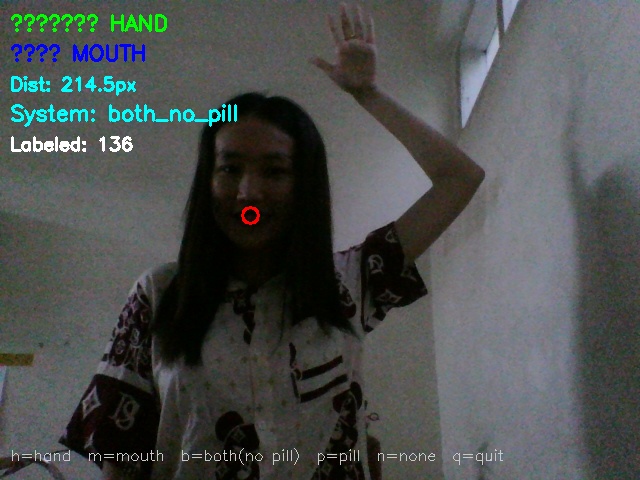 ??????? HAND
???? MOUTH
Dist: 214.5px
System: both_no_pill
Labeled: 136
h=hand m=mouth b=both(no pill) p=pill n=none q=quit